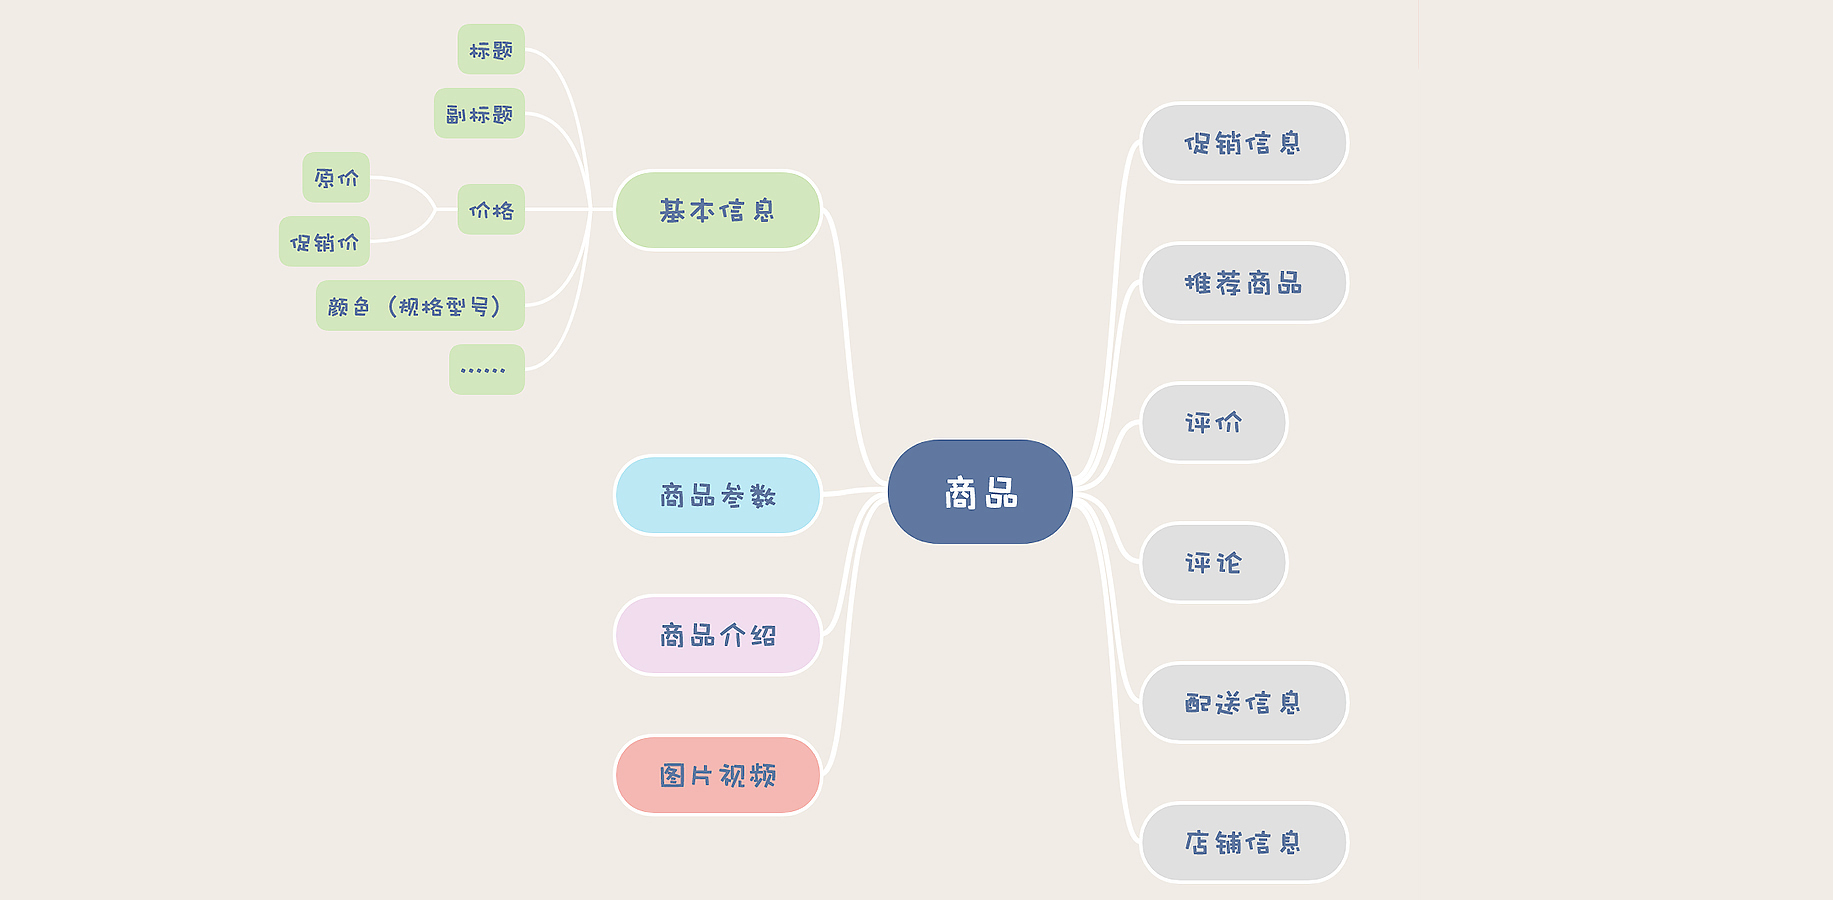 标题
副标题
原价
价格
促销价
颜色（规格型号）
……
基本信息
商品参数
商品介绍
图片视频
商品
促销信息
推荐商品
评价
评论
配送信息
店铺信息